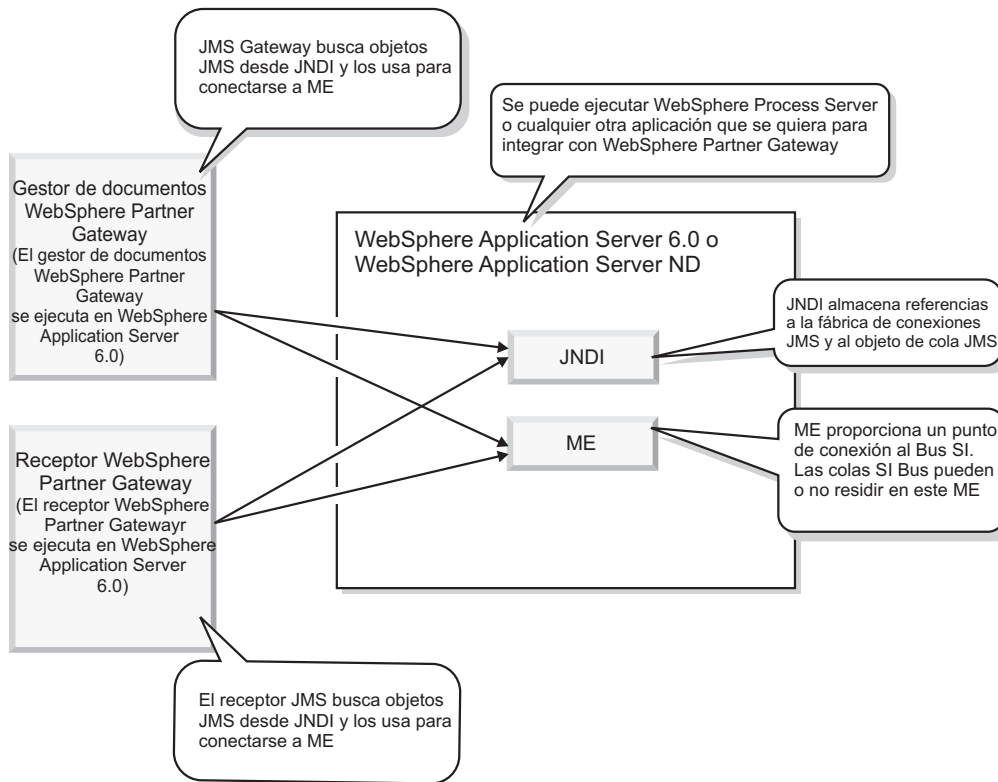 JMS Gateway busca objetos
JMS desde JNDI y los usa para
conectarse a ME
Se puede ejecutar WebSphere Process Server
o cualquier otra aplicación que se quiera para
integrar con WebSphere Partner Gateway
Gestor de documentos
WebSphere Partner
Gateway
(El gestor de documentos
WebSphere Partner
Gateway
se ejecuta en WebSphere
Application Server
6.0)
WebSphere Application Server 6.0 o
WebSphere Application Server ND
JNDI
JNDI almacena referencias
a la fábrica de conexiones
JMS y al objeto de cola JMS
ME
ME proporciona un punto
de conexión al Bus SI.
Las colas SI Bus pueden
o no residir en este ME
Receptor WebSphere
Partner Gateway
(El receptor WebSphere
Partner Gatewayr
se ejecuta en WebSphere
Application Server
6.0)
El receptor JMS busca objetos
JMS desde JNDI y los usa para
conectarse a ME